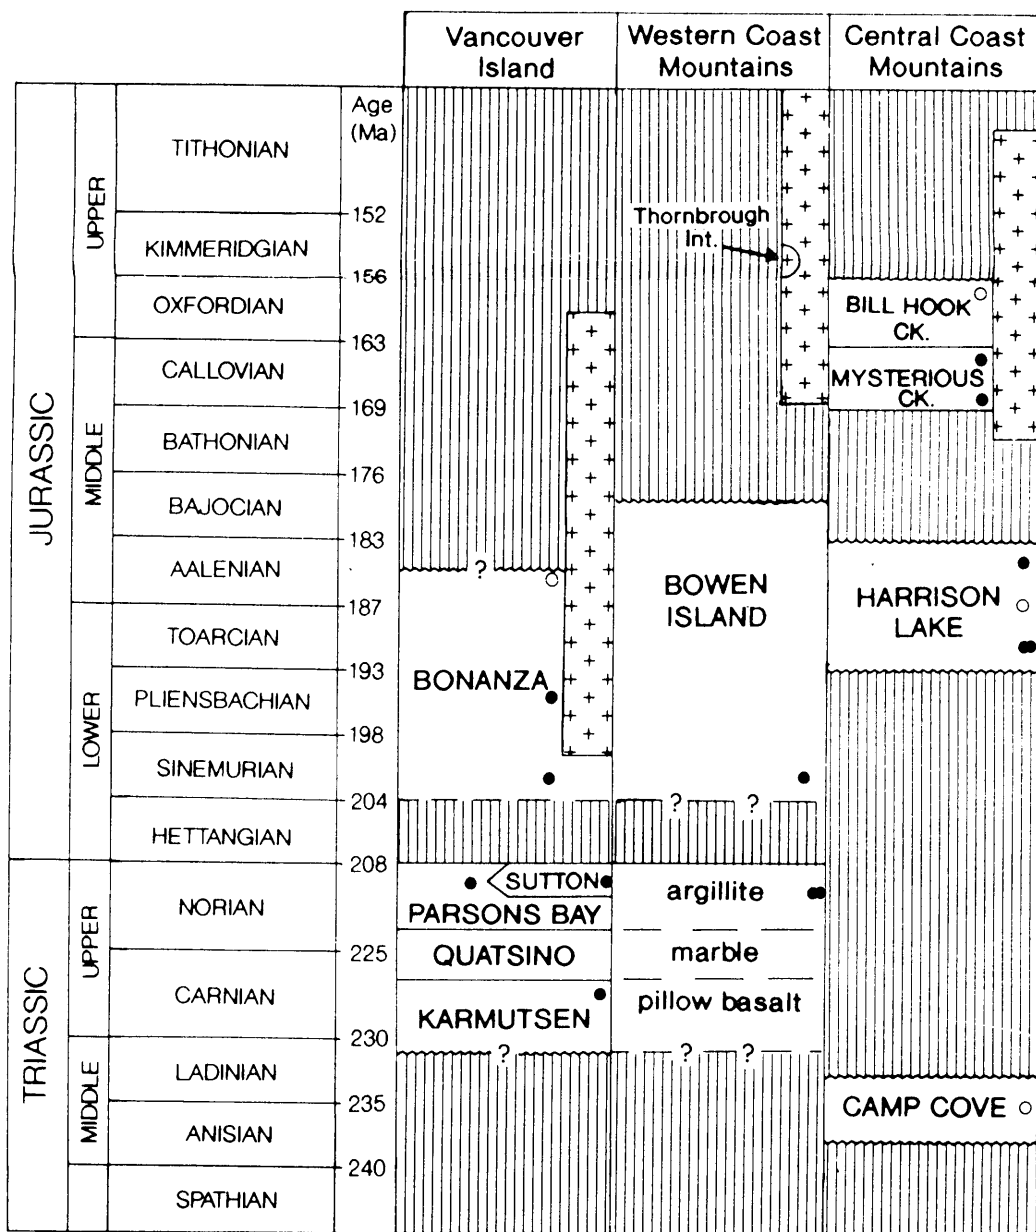 Vancouver
Island
Western Coast
Mountains
Central Coast
Mountains
Age
(Ma)
JURASSIC
UPPER
TITHONIAN
152
KIMMERIDGIAN
156
OXFORDIAN
163
MIDDLE
CALLOVIAN
169
BATHONIAN
176
BAJOCIAN
183
AALENIAN
187
LOWER
TOARCIAN
193
PLIENSBACHIAN
198
SINEMURIAN
204
HETTANGIAN
208
TRIASSIC
UPPER
NORIAN
225
CARNIAN
230
MIDDLE
LADINIAN
235
ANISIAN
240
SPATHIAN
?
BONANZA
SUTTON
PARSONS BAY
QUATSINO
KARMUTSEN
?
Thornbrough
Int.
BOWEN
ISLAND
? ?
argillite
marble
pillow basalt
? ?
BILL HOOK
CK.
MYSTERIOUS
CK.
HARRISON
LAKE
CAMP COVE